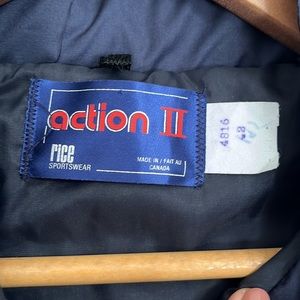 action II
rice
SPORTSWEAR
MADE IN / FAIT AU
CANADA
4816
48